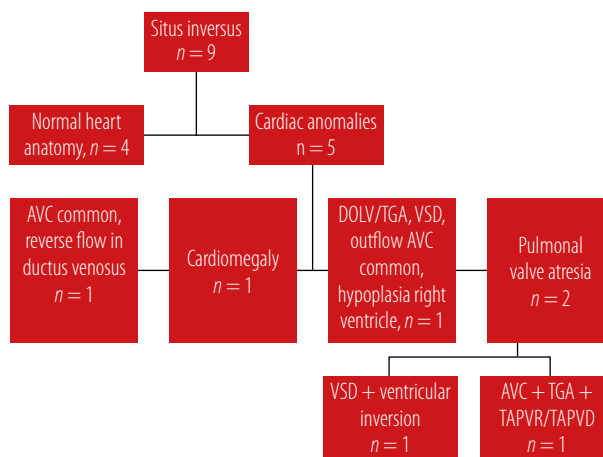 Situs inversus
n = 9
Normal heart
anatomy, n = 4
Cardiac anomalies
n = 5
AVC common,
reverse flow in
ductus venosus
n = 1
Cardiomegaly
n = 1
DOLV/TGA, VSD,
outflow AVC
common,
hypoplasia right
ventricle, n = 1
Pulmonal
valve atresia
n = 2
VSD + ventricular
inversion
n = 1
AVC + TGA +
TAPVR/TAPVD
n = 1